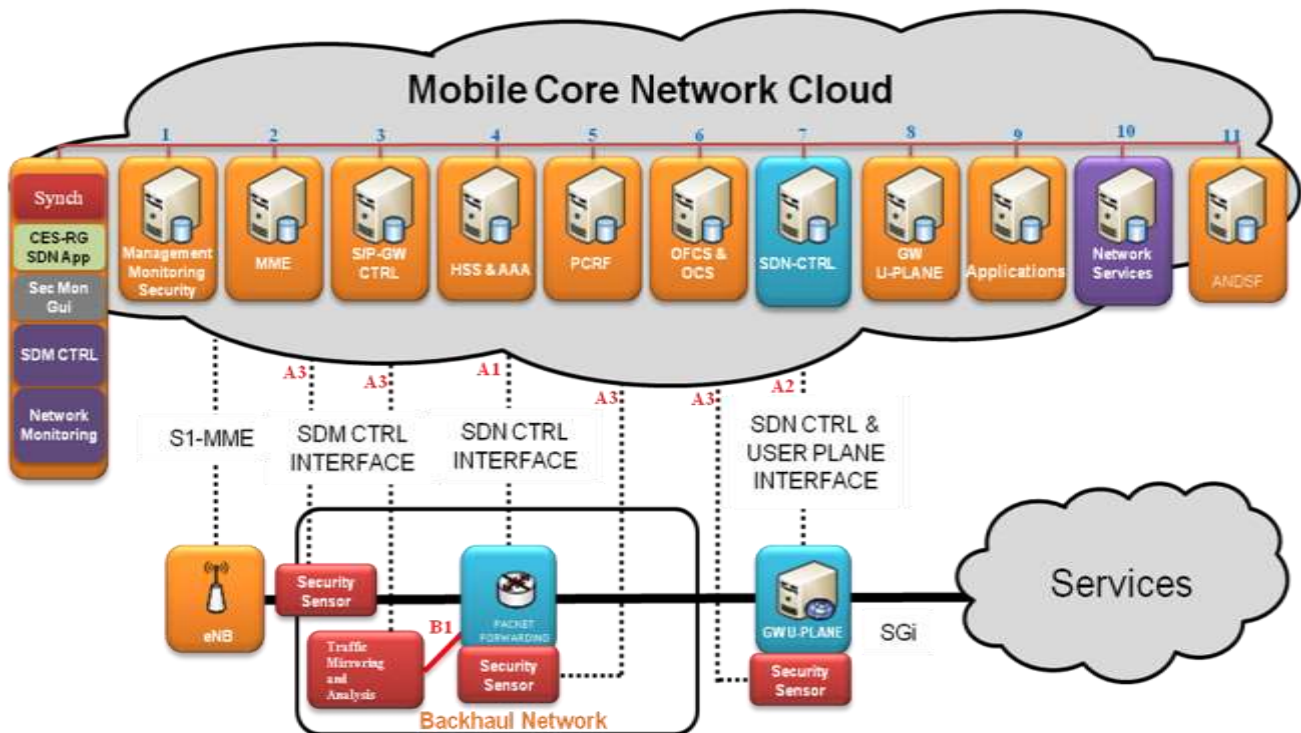 Mobile Core Network Cloud
1
2
3
4
5
6
7
8
9
10
11
Synch
CES-RG
SDN App
Sec Mon
Gui
SDM CTRL
Network
Monitoring
Management
Monitoring
Security
MME
S/P-GW
CTRL
HSS & AAA
PCRF
OFCS &
OCS
SDN-CTRL
GW
U-PLANE
Applications
Network
Services
ANDSF
A3
A3
A1
A3
A3
A2
S1-MME
SDM CTRL
INTERFACE
SDN CTRL
INTERFACE
SDN CTRL &
USER PLANE
INTERFACE
eNB
Security
Sensor
Traffic
Mirroring
and
Analysis
B1
PACKET
FORWARDING
Security
Sensor
Backhaul Network
GW U-PLANE
Security
Sensor
SGi
Services